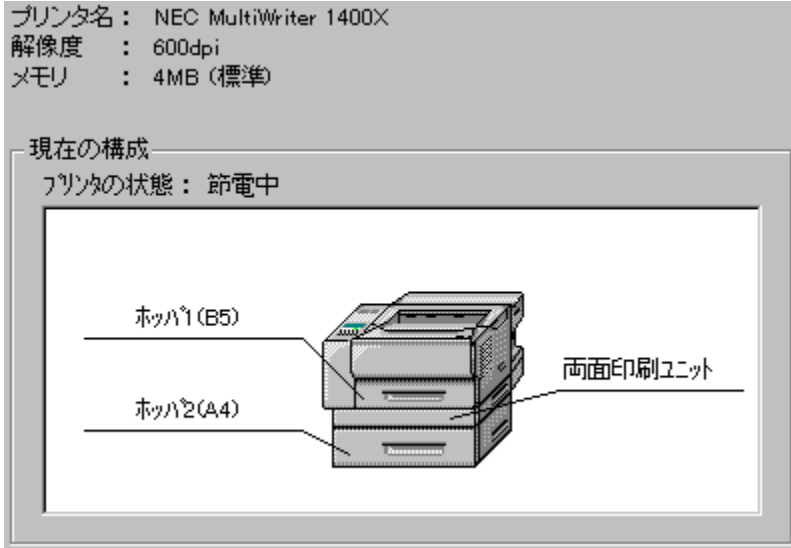 プリンタ名： NEC MultiWriter 1400X
解像度　： 600dpi
メモリ　： 4MB (標準)
現在の構成
ﾌﾟﾘﾝﾀの状態： 節電中
ﾎｯﾊﾟ1(B5)
両面印刷ﾕﾆｯﾄ
ﾎｯﾊﾟ2(A4)